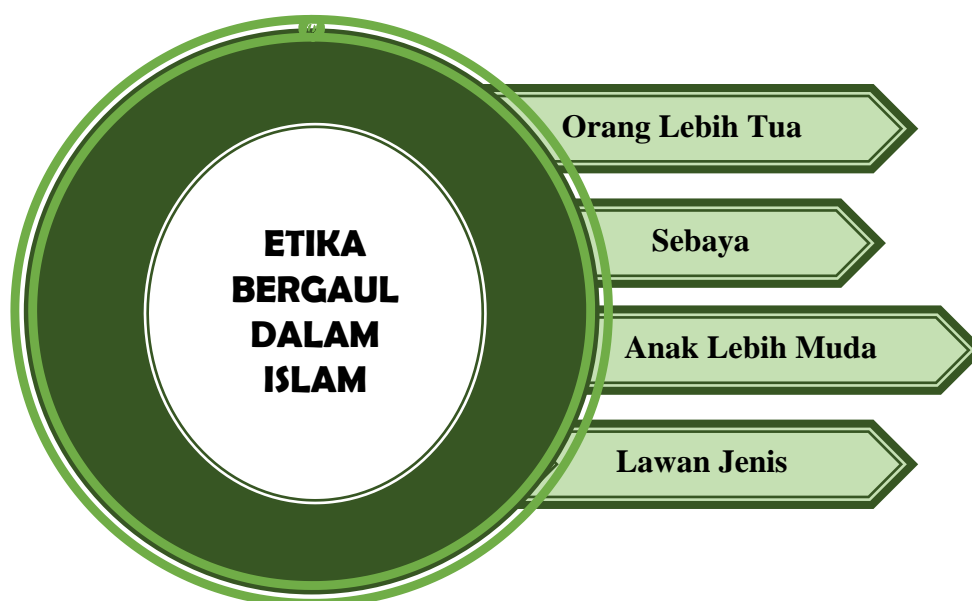 ETIKA
BERGAUL
DALAM
ISLAM
Orang Lebih Tua
Sebaya
Anak Lebih Muda
Lawan Jenis